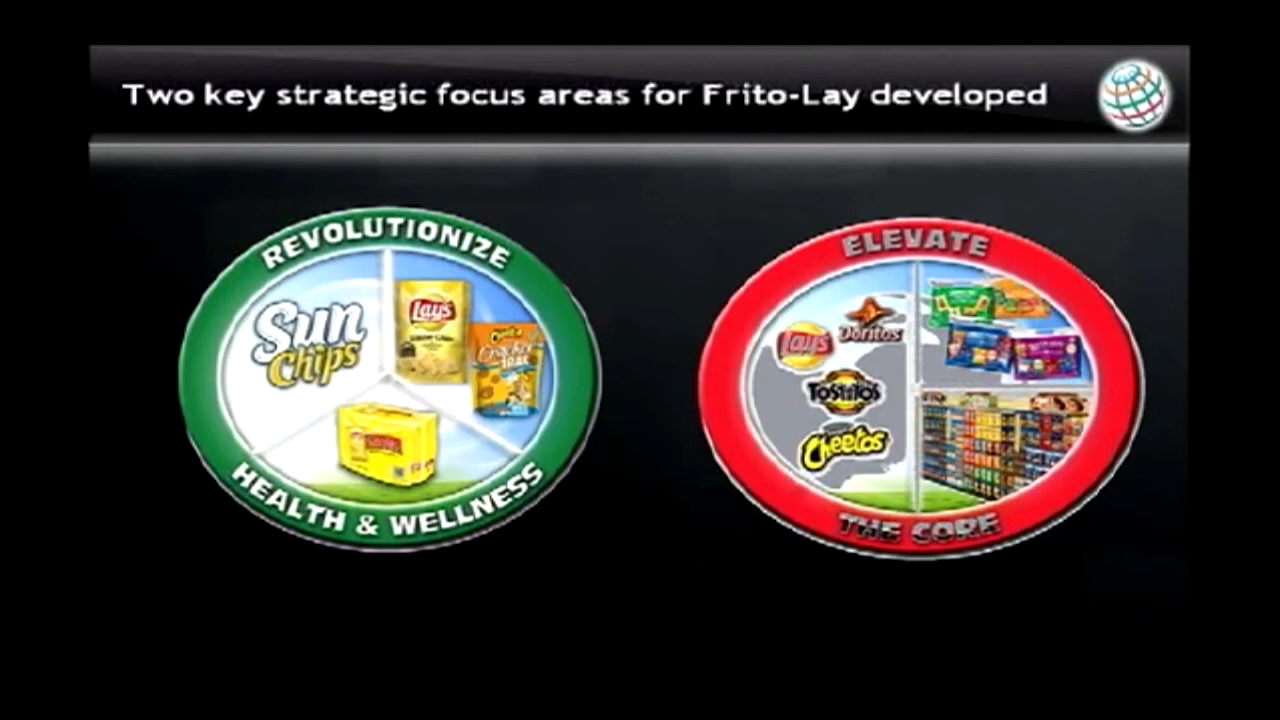 Two key strategic focus areas for Frito-Lay developed
REVOLUTIONIZE
Sun
Chips
Lay's
HEALTH & WELLNESS
ELEVATE
Lay's
Doritos
TOSTITOS
Cheetos
THE CORE